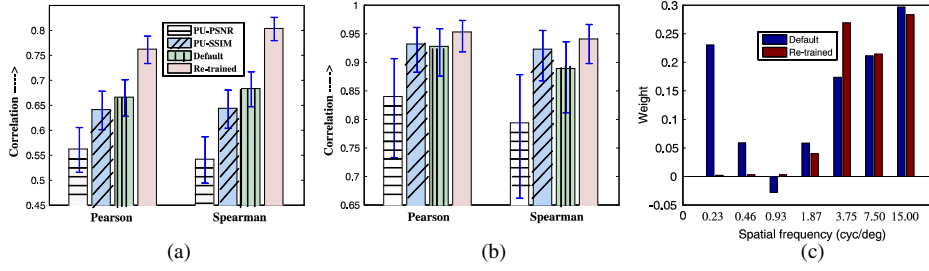 Correlation ---->
0.8
0.75
0.7
0.65
0.6
0.55
0.5
0.45
PU-PSNR
PU-SSIM
Default
Re-trained
Pearson Spearman
(a)
Correlation ---->
1
0.95
0.9
0.85
0.8
0.75
0.7
0.65
Pearson Spearman
(b)
Weight
0.3
0.25
0.2
0.15
0.1
0.05
0
-0.05
Default
Re-trained
0 0.23 0.46 0.93 1.87 3.75 7.50 15.00
Spatial frequency (cyc/deg)
(c)